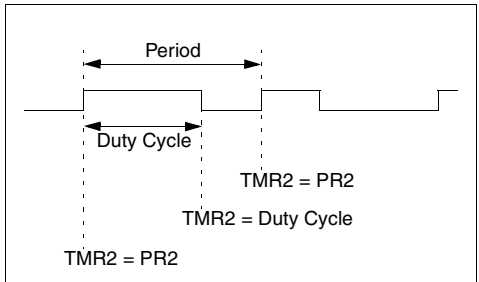 Period
Duty Cycle
TMR2 = PR2
TMR2 = Duty Cycle
TMR2 = PR2